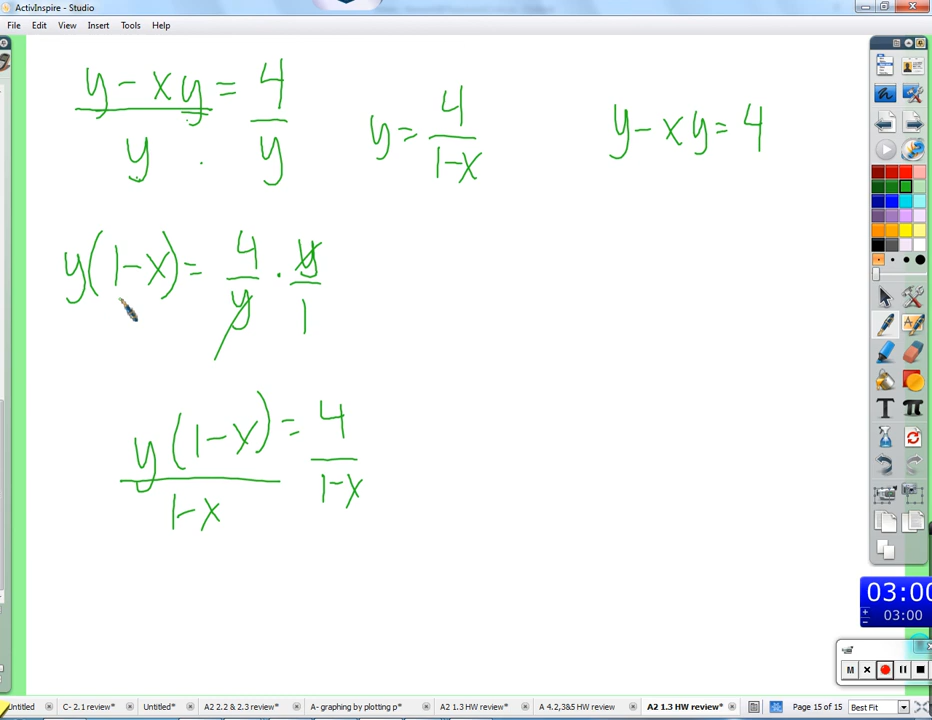 ActivInspire - Studio
File Edit View Insert Tools Help
y - xy = 4
y . y
y = 4
1-x
y - xy = 4
y(1-x) = 4 · y
y 1
y(1-x) = 4
1-x 1-x
03:00
03:00
M
Untitled C- 2.1 review* Untitled* A2 2.2 & 2.3 review* A- graphing by plotting p* A2 1.3 HW review* A 4.2,3&5 HW review A2 1.3 HW review* Page 15 of 15 Best Fit